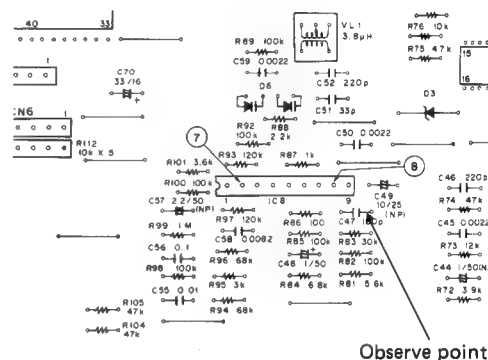 40
33
VL1
3.8μH
R76 10k
R75 47k
15
16
R89 100k
C59 0.0022
C52 220p
C70
33/16
+
D6
C51 33p
D3
CN6
1
R112
10k X 5
R92
100k
R88
2.2k
C50 0.0022
7
R93 120k
R87 1k
8
R101 3.6k
R100 100k
1
IC8
9
C57 2.2/50
(NP)
C49
10/25
(NP)
C46 220p
R74 47k
R97 120k
R86 100
C47 180p
R99 1M
C58 0.0082
R85 100k
R83 30k
C45 0.0022
C56 0.1
R96 68k
C48 1/50
+
R82 100k
R73 12k
R98 100k
R95 3k
R84 6.8k
R81 5.6k
C44 1/50(N
R72 3.9k
C55 0.01
R94 68k
R105
47k
R104
47k
Observe point